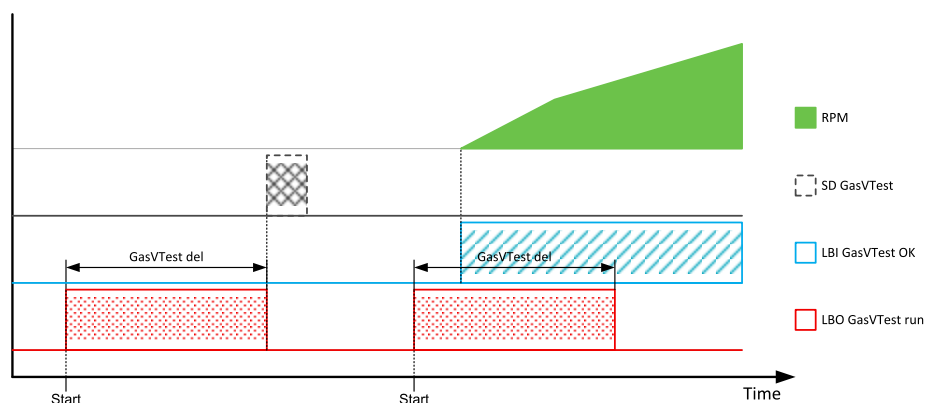 RPM
SD GasVTest
GasVTest del
GasVTest del
LBI GasVTest OK
LBO GasVTest run
Time
Start
Start